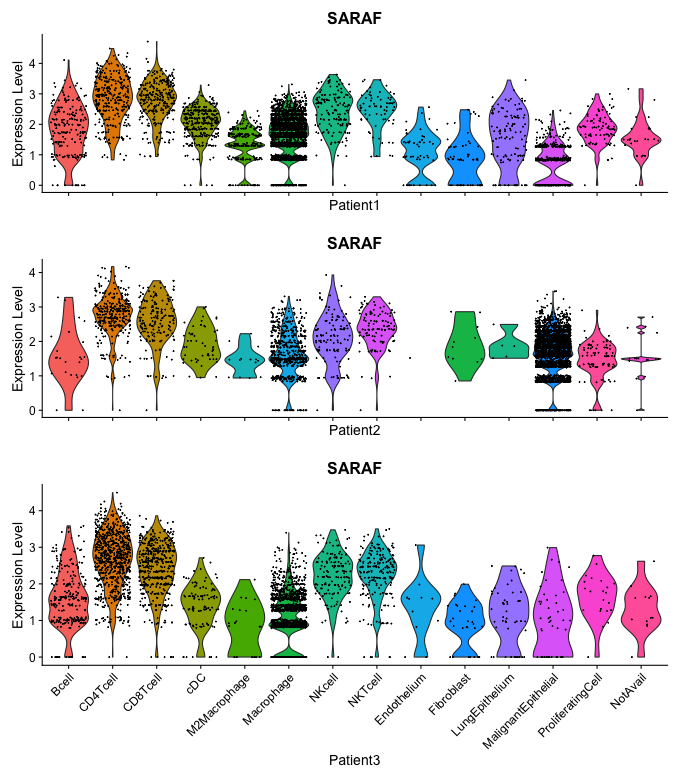 SARAF
Expression Level
4
3
2
1
0
Patient1
SARAF
Expression Level
4
3
2
1
0
Patient2
SARAF
Expression Level
3
2
1
0
Bcell
CD4Tcell
CD8Tcell
cDC
M2Macrophage
Macrophage
NKcell
NKTcell
Endothelium
Fibroblast
LungEpithelium
MalignantEpithelial
ProliferatingCell
NotAvail
Patient3